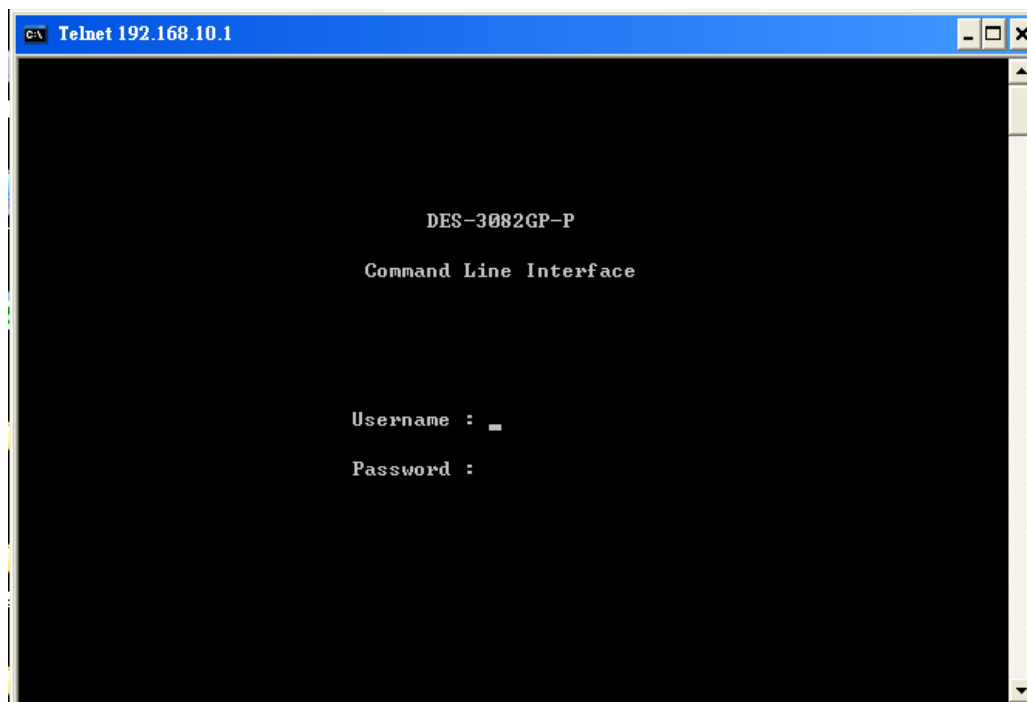 Telnet 192.168.10.1
DES-3082GP-P
Command Line Interface
Username : _
Password :